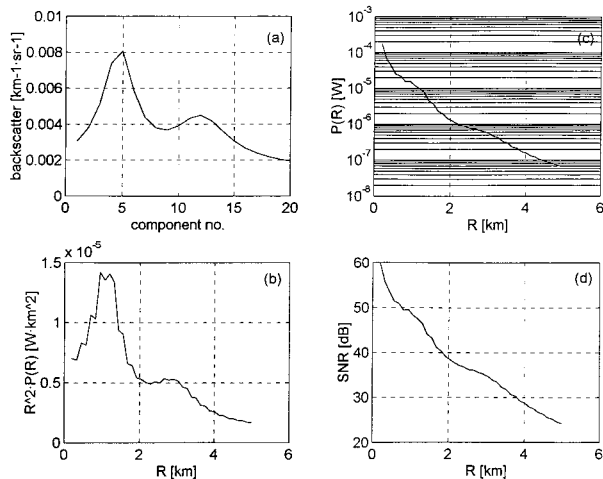 (a)
backscatter [km-1·sr-1]
0.01
0.008
0.006
0.004
0.002
0
0 5 10 15 20
component no.
(c)
P(R) [W]
10^-3
10^-4
10^-5
10^-6
10^-7
10^-8
0 2 4 6
R [km]
(b)
x 10^-5
R^2·P(R) [W·km^2]
1.5
1
0.5
0
0 2 4 6
R [km]
(d)
SNR [dB]
60
50
40
30
20
0 2 4 6
R [km]